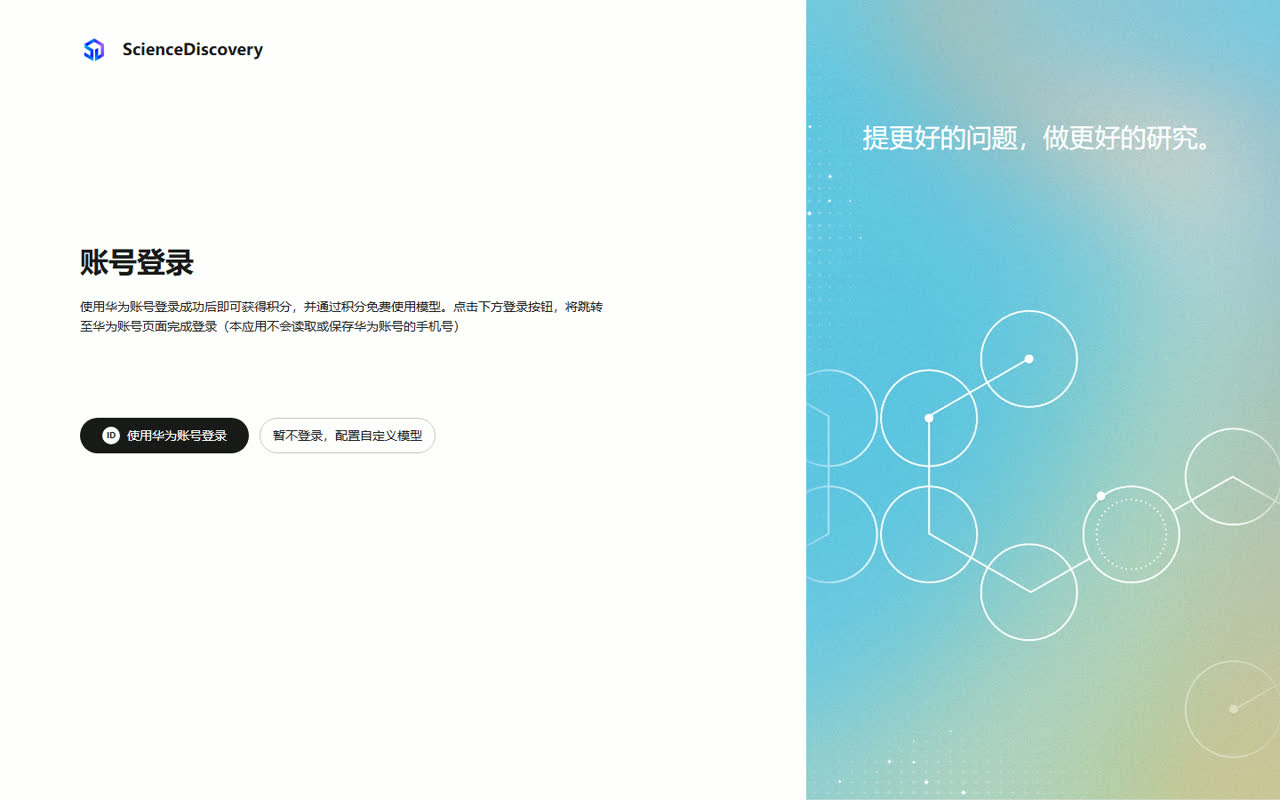 ScienceDiscovery
提更好的问题，做更好的研究。
账号登录
使用华为账号登录成功后即可获得积分，并通过积分免费使用模型。点击下方登录按钮，将跳转
至华为账号页面完成登录（本应用不会读取或保存华为账号的手机号）
ID 使用华为账号登录
暂不登录，配置自定义模型